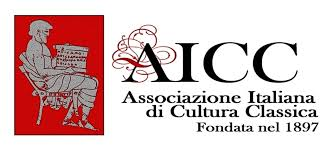 AICC
Associazione Italiana
di Cultura Classica
Fondata nel 1897